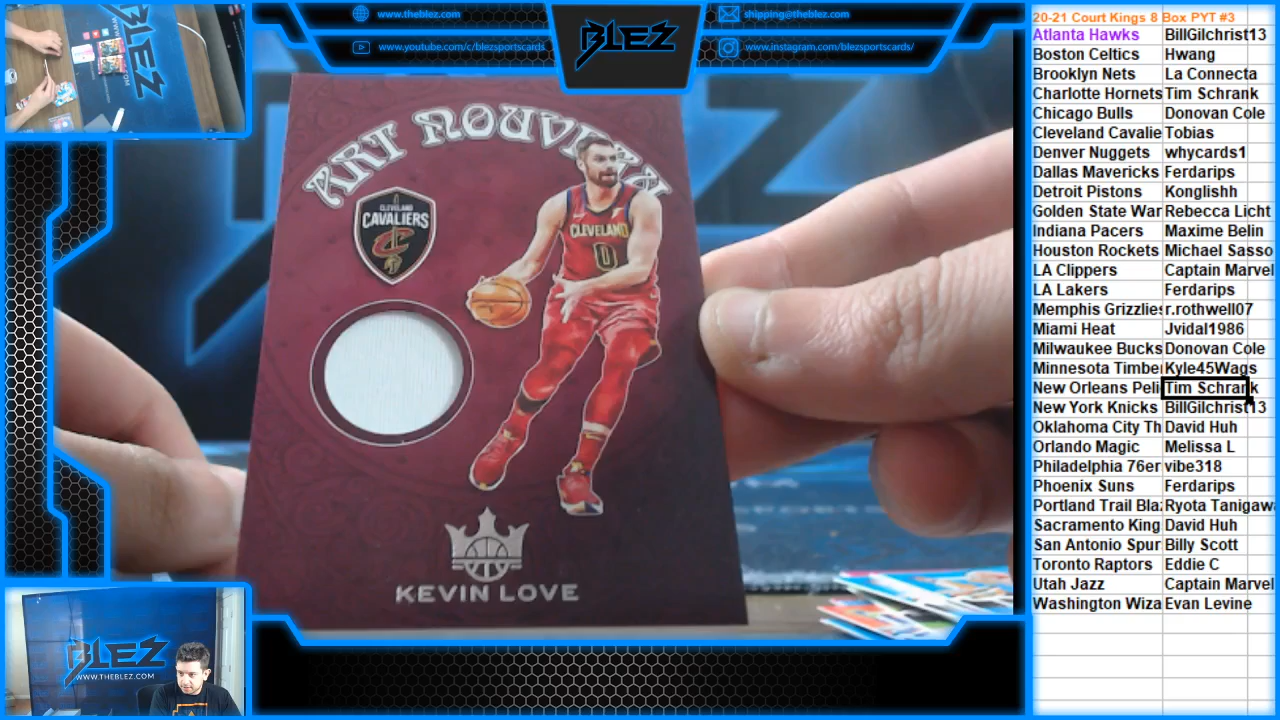 www.theblez.com
shipping@theblez.com
www.youtube.com/c/blezsportscards
www.instagram.com/blezsportscards/
BLEZ
ART NOUVEAU
CLEVELAND
CAVALIERS
C
CLEVELAND
0
KEVIN LOVE
BLEZ
WWW.THEBLEZ.COM
BLEZ
20-21 Court Kings 8 Box PYT #3
Atlanta Hawks BillGilchrist13
Boston Celtics Hwang
Brooklyn Nets La Connecta
Charlotte Hornets Tim Schrank
Chicago Bulls Donovan Cole
Cleveland Cavalie Tobias
Denver Nuggets whycards1
Dallas Mavericks Ferdarips
Detroit Pistons Konglishh
Golden State War Rebecca Licht
Indiana Pacers Maxime Belin
Houston Rockets Michael Sasso
LA Clippers Captain Marvel
LA Lakers Ferdarips
Memphis Grizzlies r.rothwell07
Miami Heat Jvidal1986
Milwaukee Bucks Donovan Cole
Minnesota Timbe Kyle45Wags
New Orleans Peli Tim Schrank
New York Knicks BillGilchrist13
Oklahoma City Th David Huh
Orlando Magic Melissa L
Philadelphia 76er vibe318
Phoenix Suns Ferdarips
Portland Trail Bla Ryota Tanigaw
Sacramento King David Huh
San Antonio Spur Billy Scott
Toronto Raptors Eddie C
Utah Jazz Captain Marvel
Washington Wiza Evan Levine